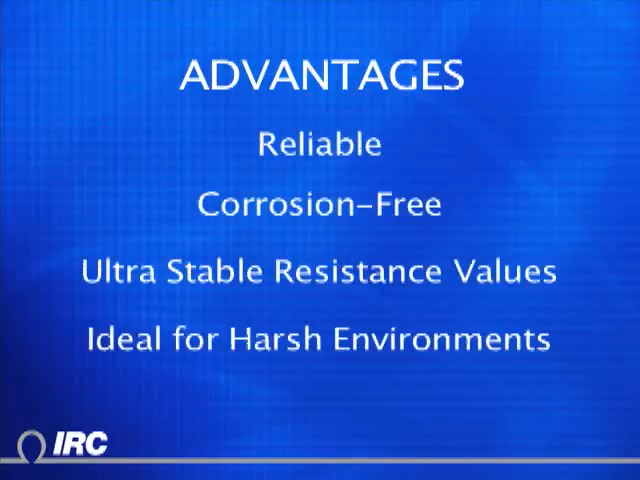 ADVANTAGES
Reliable
Corrosion-Free
Ultra Stable Resistance Values
Ideal for Harsh Environments
IRC